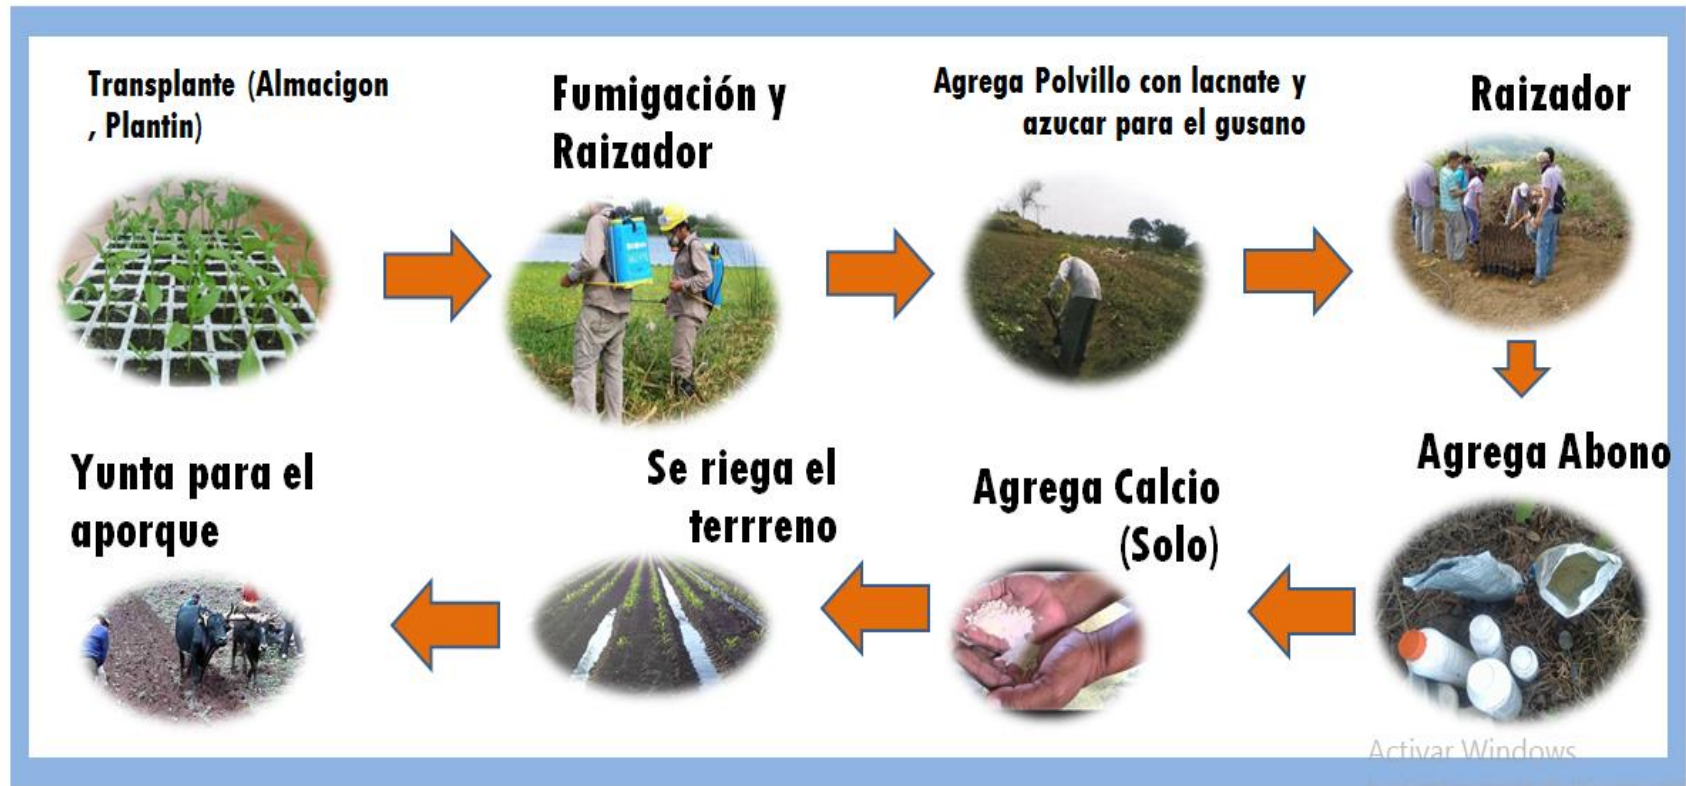 Transplante (Almacigon
, Plantin)
Fumigación y
Raizador
Agrega Polvillo con lacnate y
azucar para el gusano
Raizador
Agrega Abono
Agrega Calcio
(Solo)
Se riega el
terrreno
Yunta para el
aporque
Activar Windows